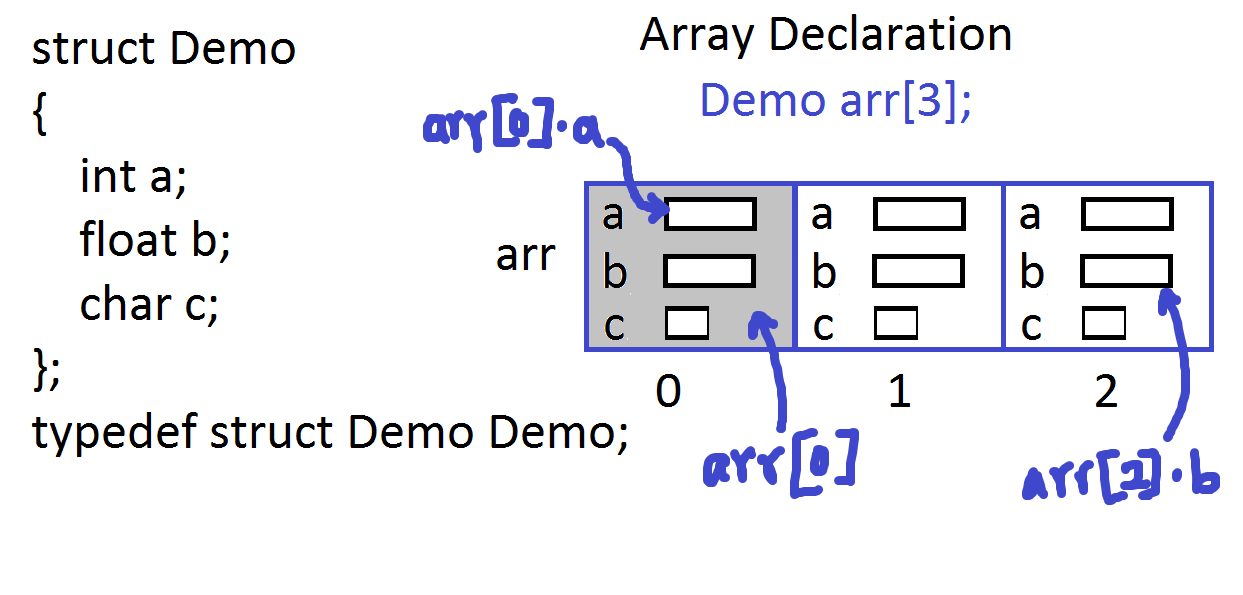 struct Demo
{
int a;
float b;
char c;
};
typedef struct Demo Demo;
Array Declaration
Demo arr[3];
arr[0].a
arr
a a a
b b b
c c c
0 1 2
arr[0]
arr[2].b